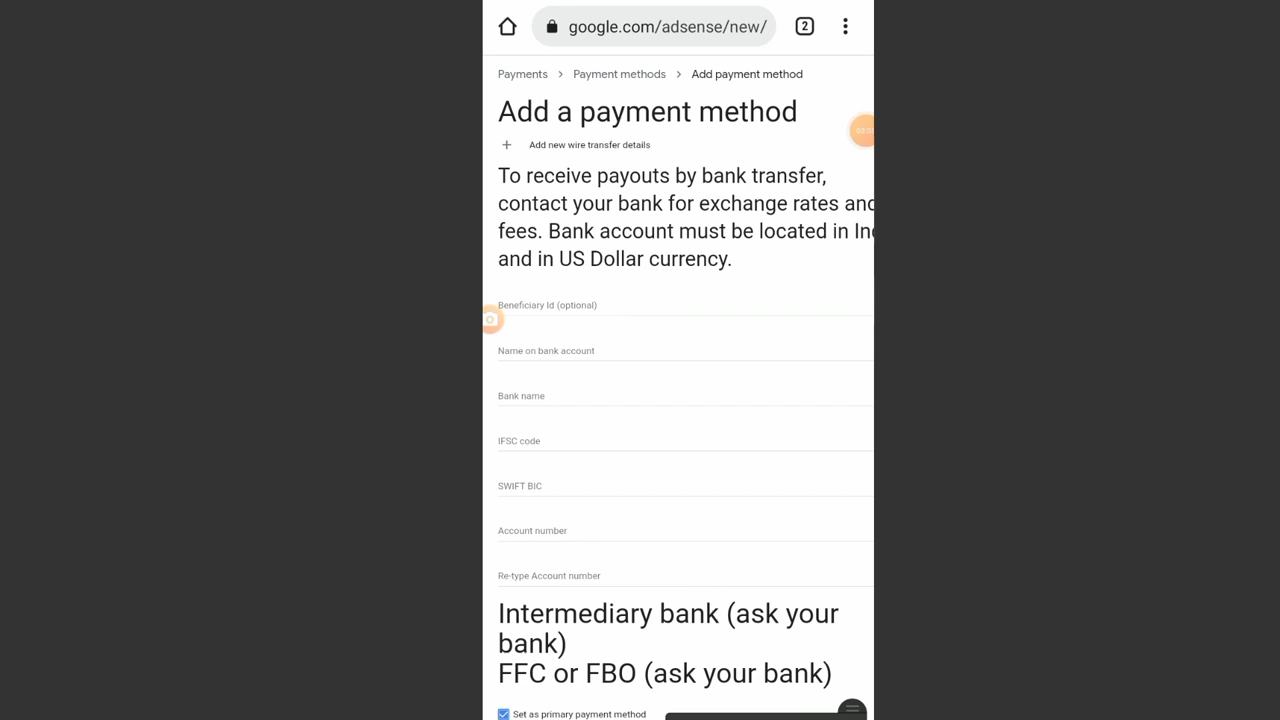 google.com/adsense/new/
2
Payments > Payment methods > Add payment method
Add a payment method
+ Add new wire transfer details
To receive payouts by bank transfer,
contact your bank for exchange rates and
fees. Bank account must be located in
and in US Dollar currency.
Beneficiary Id (optional)
Name on bank account
Bank name
IFSC code
SWIFT BIC
Account number
Re-type Account number
Intermediary bank (ask your
bank)
FFC or FBO (ask your bank)
Set as primary payment method